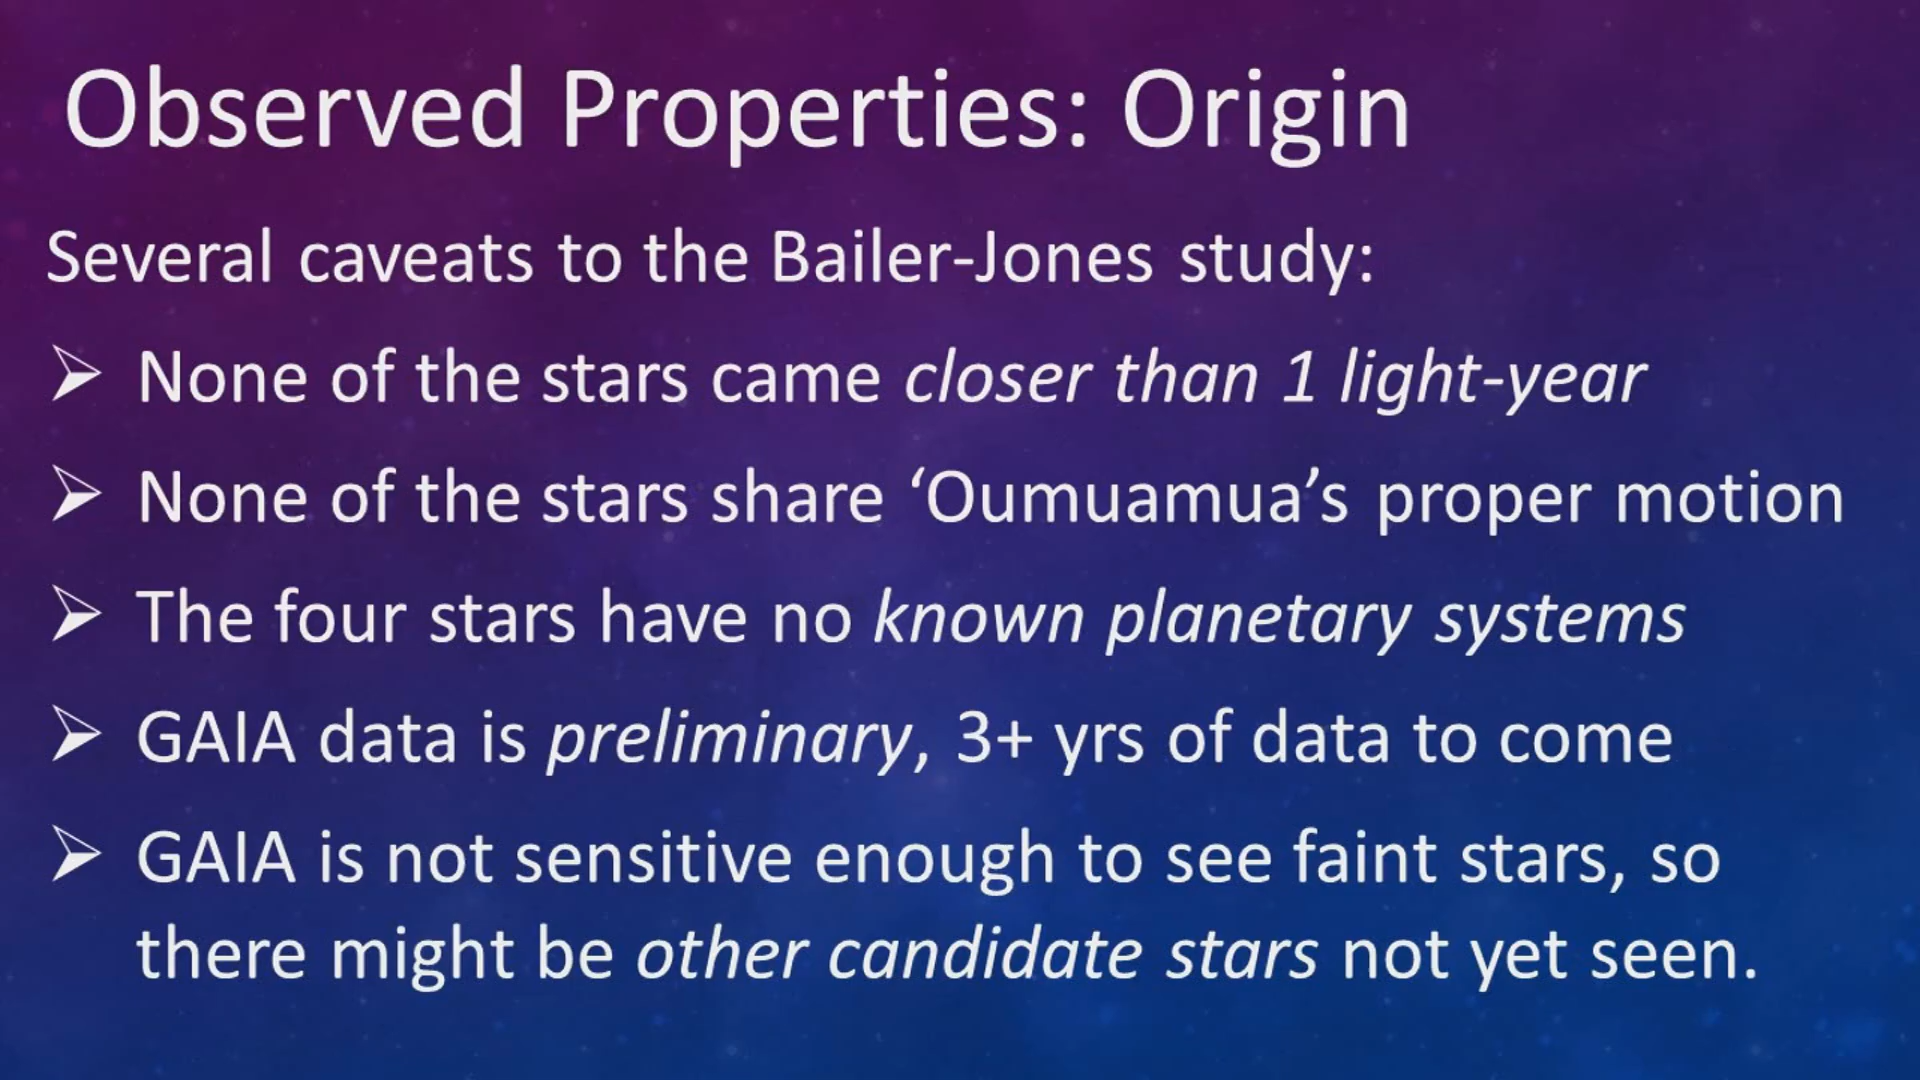 Observed Properties: Origin
Several caveats to the Bailer-Jones study:
➢ None of the stars came closer than 1 light-year
➢ None of the stars share ‘Oumuamua’s proper motion
➢ The four stars have no known planetary systems
➢ GAIA data is preliminary, 3+ yrs of data to come
➢ GAIA is not sensitive enough to see faint stars, so
there might be other candidate stars not yet seen.